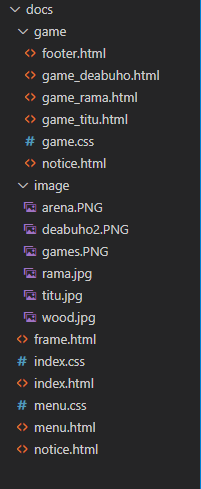 docs
game
footer.html
game_deabuho.html
game_rama.html
game_titu.html
game.css
notice.html
image
arena.PNG
deabuho2.PNG
games.PNG
rama.jpg
titu.jpg
wood.jpg
frame.html
index.css
index.html
menu.css
menu.html
notice.html